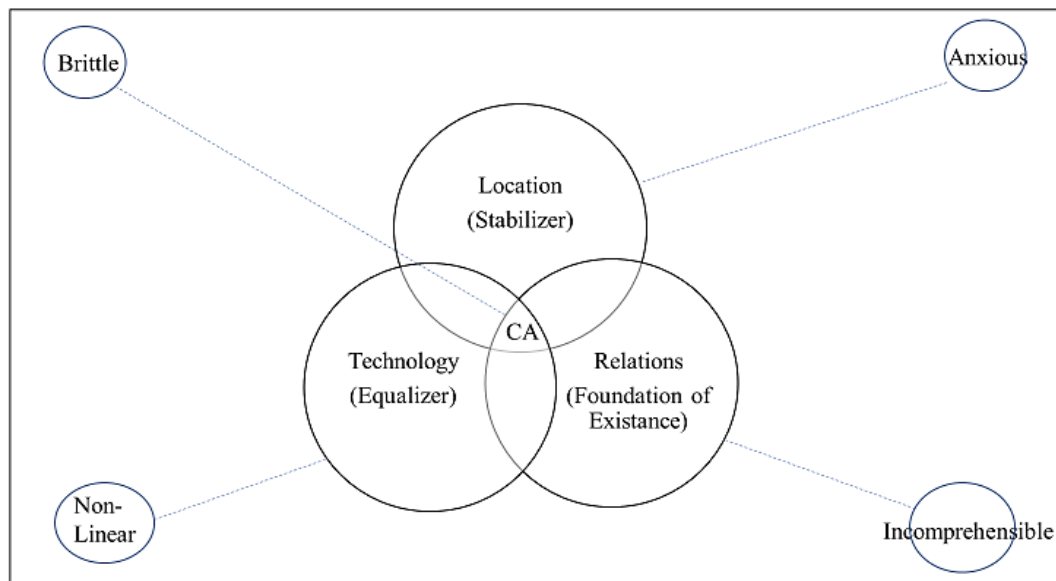 Brittle
Anxious
Location
(Stabilizer)
CA
Technology
(Equalizer)
Relations
(Foundation of
Existance)
Non-
Linear
Incomprehensible